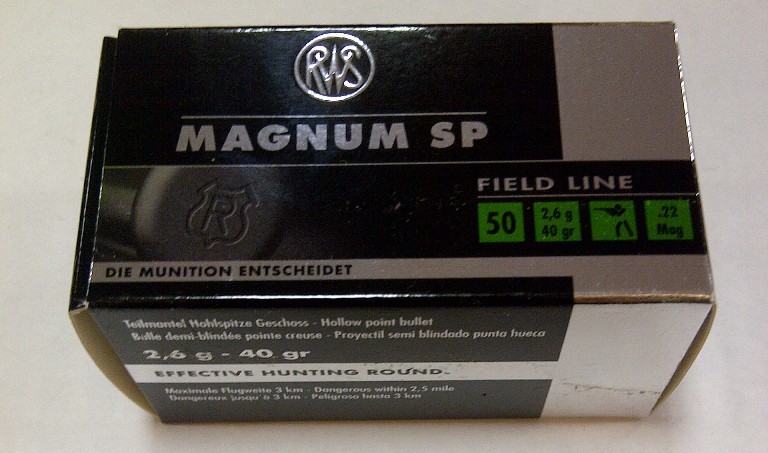 RWS
MAGNUM SP
FIELD LINE
50
2,6 g
40 gr
.22
Mag
R
DIE MUNITION ENTSCHEIDET
Teilmantel Hohlspitze Geschoss - Hollow point bullet
Balle demi-blindée pointe creuse - Proyectil semi blindado punta hueca
2,6 g - 40 gr
EFFECTIVE HUNTING ROUND.
Maximale Flugweite 3 km - Dangerous within 2,5 mile
Dangereux jusqu'à 3 km - Peligroso hasta 3 km